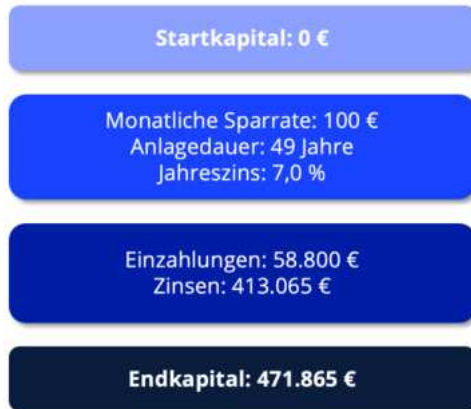 Startkapital: 0 €
Monatliche Sparrate: 100 €
Anlagedauer: 49 Jahre
Jahreszins: 7,0 %
Einzahlungen: 58.800 €
Zinsen: 413.065 €
Endkapital: 471.865 €